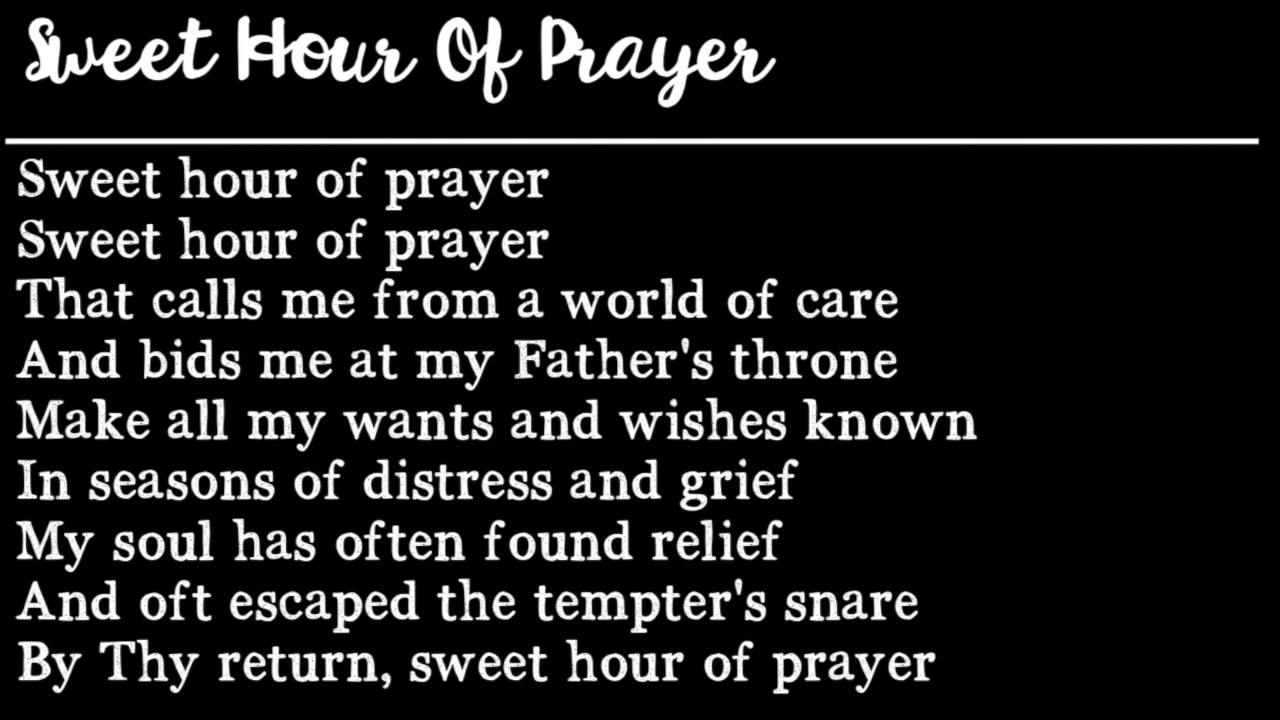 Sweet Hour Of Prayer
Sweet hour of prayer
Sweet hour of prayer
That calls me from a world of care
And bids me at my Father's throne
Make all my wants and wishes known
In seasons of distress and grief
My soul has often found relief
And oft escaped the tempter's snare
By Thy return, sweet hour of prayer